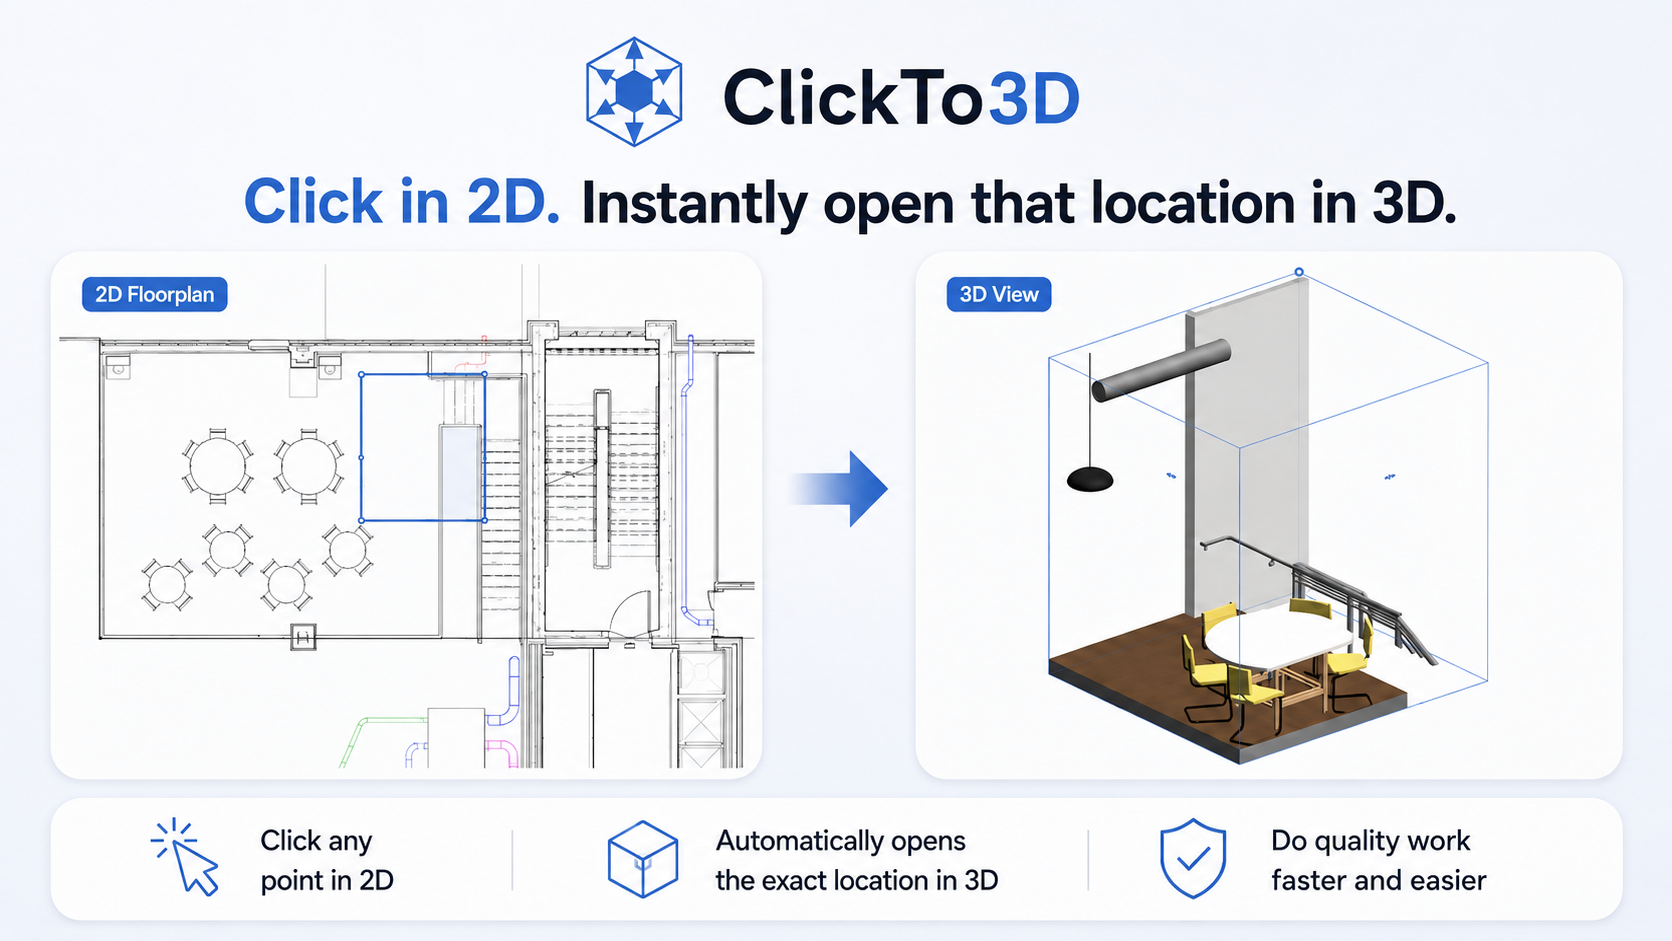 ClickTo3D
Click in 2D. Instantly open that location in 3D.
2D Floorplan
3D View
Click any
point in 2D
Automatically opens
the exact location in 3D
Do quality work
faster and easier